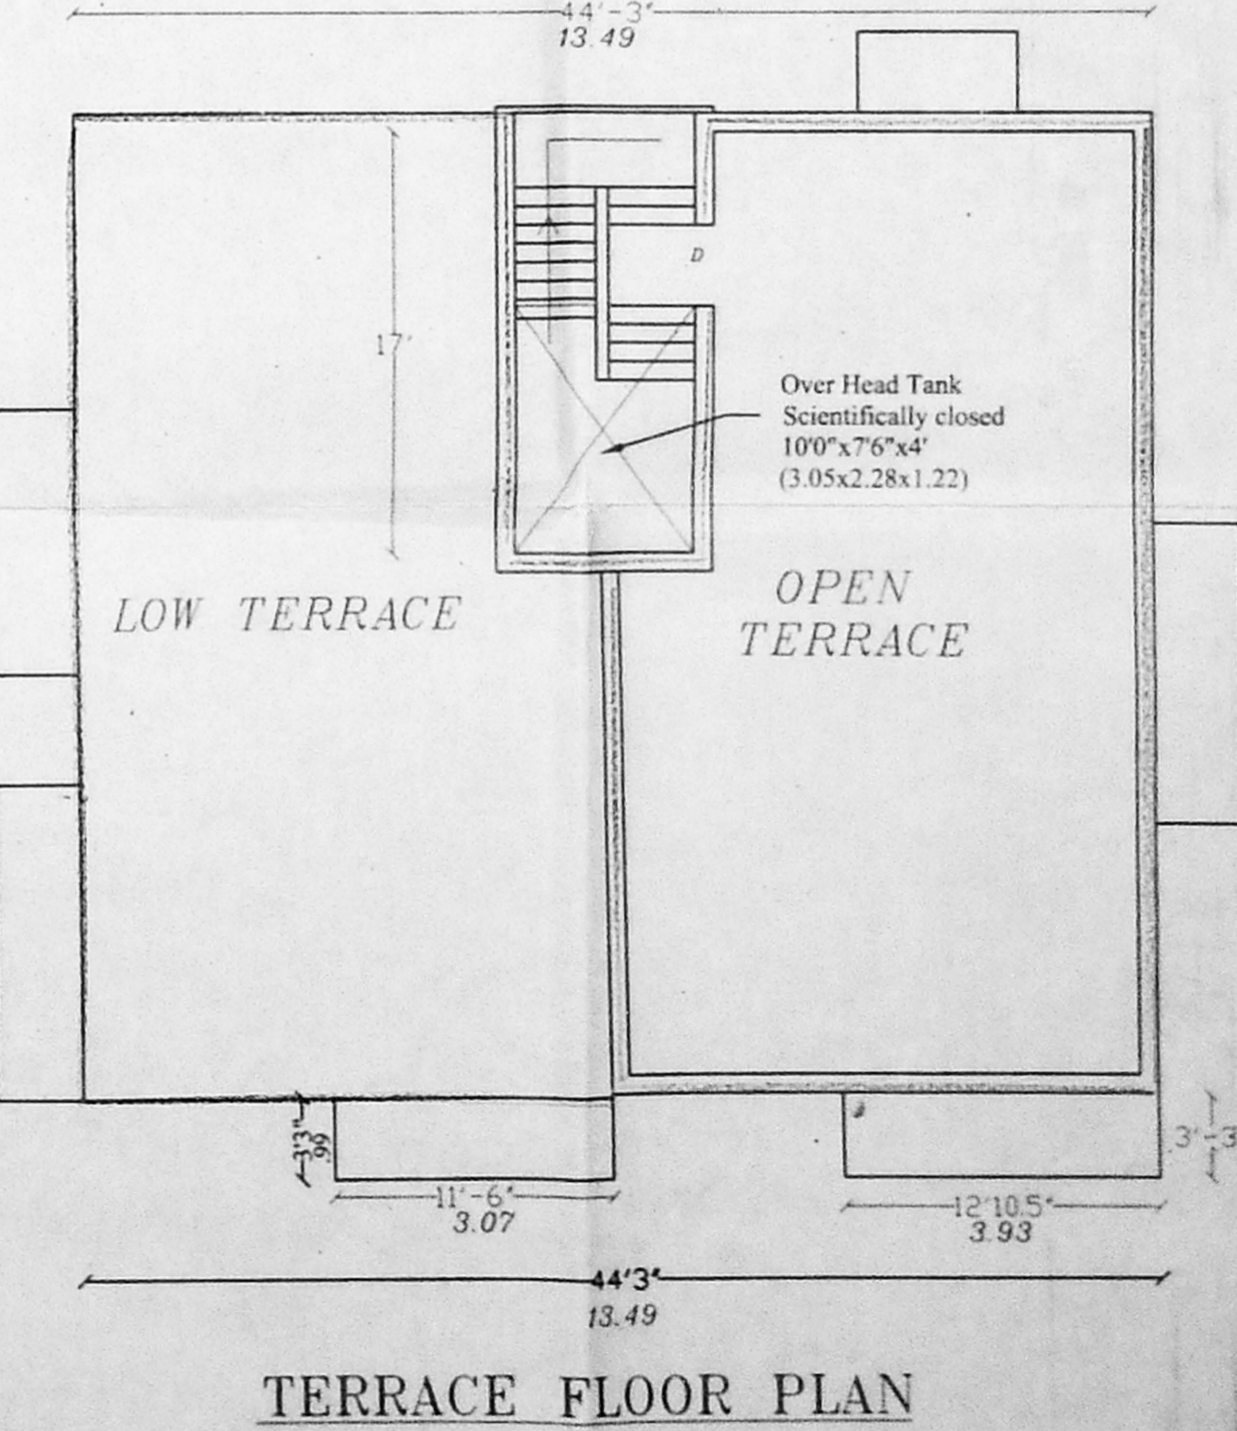 44'-3"
13.49
17'
D
Over Head Tank
Scientifically closed
10'0"x7'6"x4'
(3.05x2.28x1.22)
LOW TERRACE
OPEN
TERRACE
3'3"
.99
3'-3
11'-6"
3.07
12'10.5"
3.93
44'3"
13.49
TERRACE FLOOR PLAN